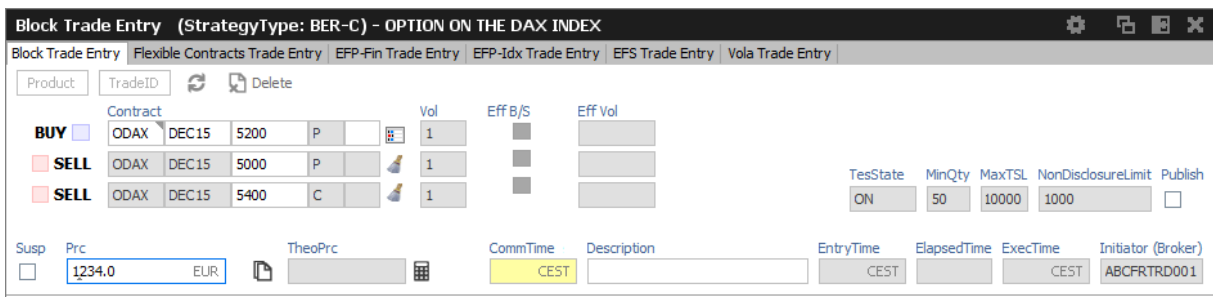 Block Trade Entry (StrategyType: BER-C) - OPTION ON THE DAX INDEX
Block Trade Entry Flexible Contracts Trade Entry EFP-Fin Trade Entry EFP-Idx Trade Entry EFS Trade Entry Vola Trade Entry
Product TradeID Delete
Contract Vol Eff B/S Eff Vol
BUY ODAX DEC15 5200 P 1
SELL ODAX DEC15 5000 P 1
SELL ODAX DEC15 5400 C 1
TesState MinQty MaxTSL NonDisclosureLimit Publish
ON 50 10000 1000
Susp Prc TheoPrc CommTime Description EntryTime ElapsedTime ExecTime Initiator (Broker)
1234.0 EUR CEST CEST CEST ABCFRTRD001